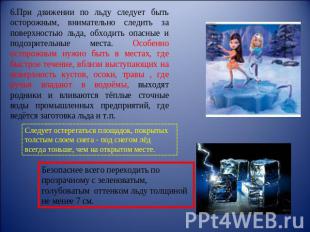 6.При движении по льду следует быть
осторожным, внимательно следить за
поверхностью льда, обходить опасные и
подозрительные места. Особенно
осторожным нужно быть в местах, где
быстрое течение, вблизи выступающих на
поверхность кустов, осоки, травы , где
ручьи впадают в водоёмы, выходят
родники и вливаются тёплые сточные
воды промышленных предприятий, где
ведётся заготовка льда и т.п.
Следует остерегаться площадок, покрытых
толстым слоем снега - под снегом лёд
всегда тоньше, чем на открытом месте.
Безопаснее всего переходить по
прозрачному с зеленоватым,
голубоватым оттенком льду толщиной
не менее 7 см.
PPt4WEB.ru